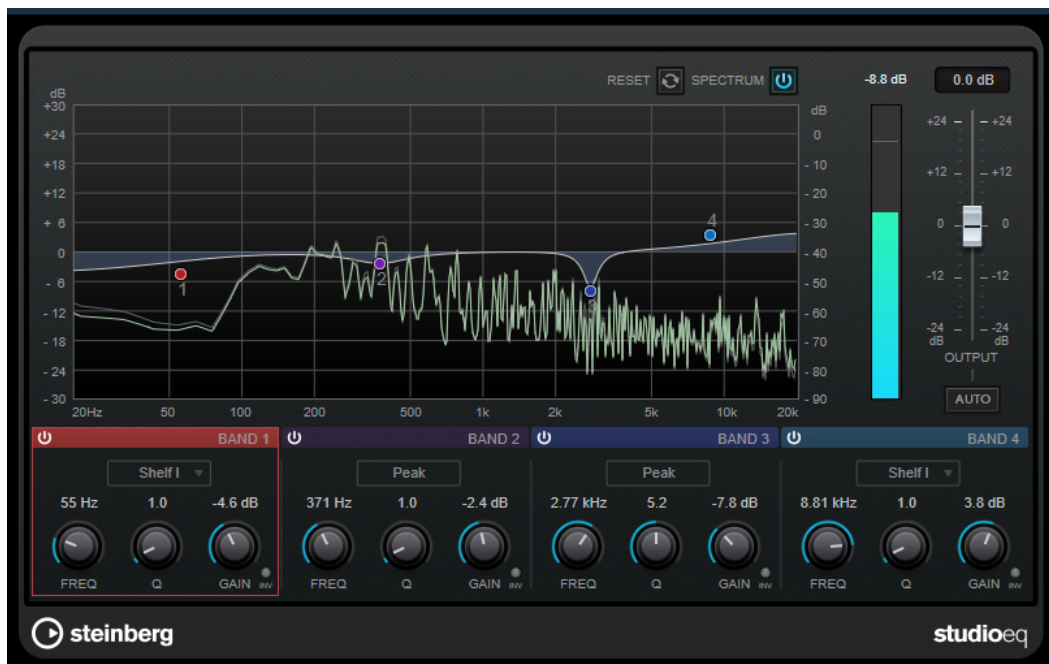 RESET SPECTRUM -8.8 dB 0.0 dB
dB dB
+30
+24 0 +24 +24
+18 - 10
+12 - 20 +12 +12
+ 6 4 - 30
0 - 40 0 0
1 2 3
- 6 - 50
- 12 - 60 -12 -12
- 18 - 70
- 24 - 80 -24 -24
dB dB
OUTPUT
- 30 - 90
AUTO
20Hz 50 100 200 500 1k 2k 5k 10k 20k
BAND 1 BAND 2 BAND 3 BAND 4
Shelf I Peak Peak Shelf I
55 Hz 1.0 -4.6 dB 371 Hz 1.0 -2.4 dB 2.77 kHz 5.2 -7.8 dB 8.81 kHz 1.0 3.8 dB
FREQ Q GAIN INV FREQ Q GAIN INV FREQ Q GAIN INV FREQ Q GAIN INV
steinberg studioeq